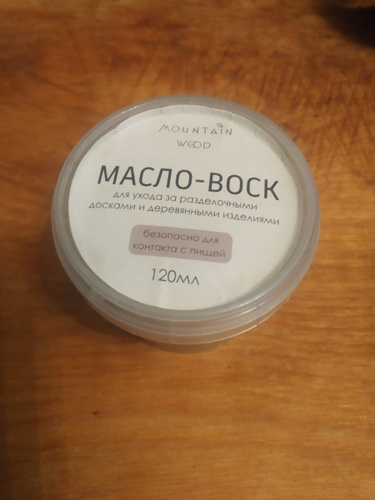 MOUNTAIN
WOOD
МАСЛО-ВОСК
для ухода за разделочными
досками и деревянными изделиями
безопасно для
контакта с пищей
120мл